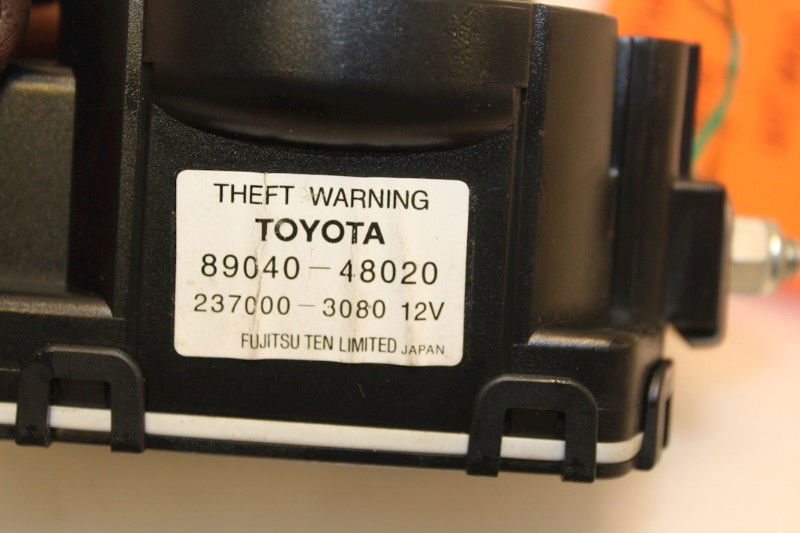 THEFT WARNING
TOYOTA
89040-48020
237000-3080 12V
FUJITSU TEN LIMITED JAPAN